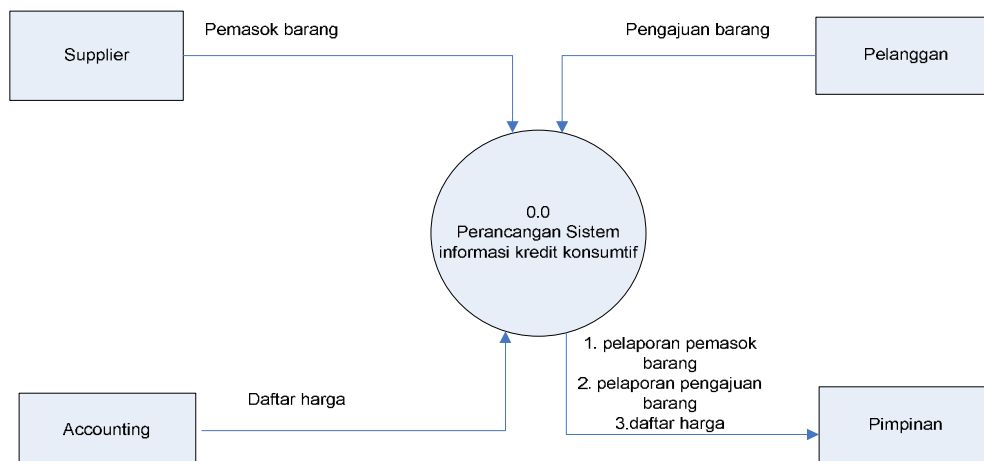 Pemasok barang
Pengajuan barang
Supplier
Pelanggan
0.0
Perancangan Sistem
informasi kredit konsumtif
1. pelaporan pemasok
barang
2. pelaporan pengajuan
barang
3.daftar harga
Daftar harga
Accounting
Pimpinan